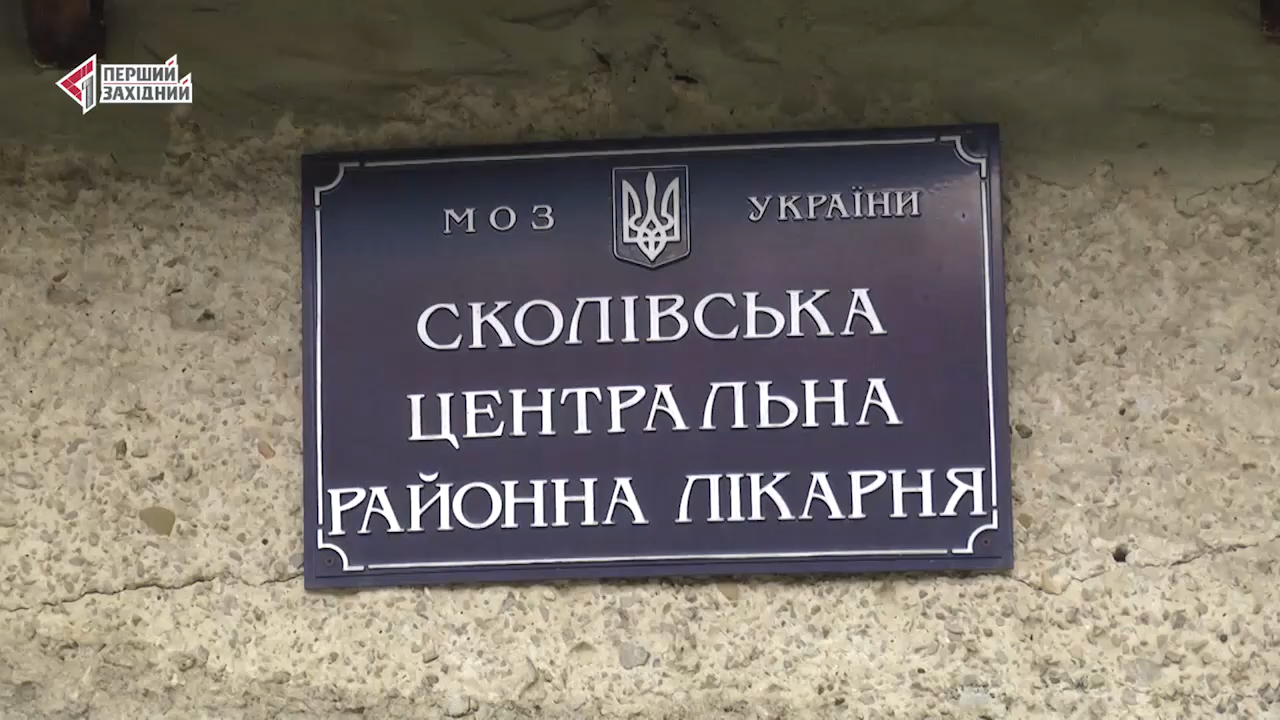 ПЕРШИЙ
ЗАХІДНИЙ
МОЗ УКРАЇНИ
СКОЛІВСЬКА
ЦЕНТРАЛЬНА
РАЙОННА ЛІКАРНЯ